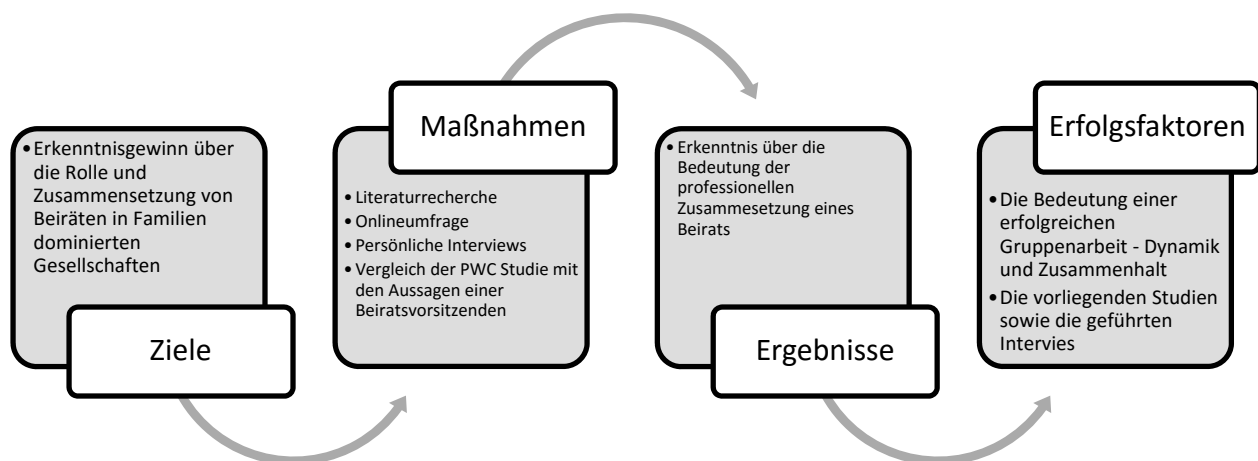 •Erkenntnisgewinn über
die Rolle und
Zusammensetzung von
Beiräten in Familien
dominierten
Gesellschaften
Ziele
Maßnahmen
•Literaturrecherche
•Onlineumfrage
•Persönliche Interviews
•Vergleich der PWC Studie mit
den Aussagen einer
Beiratsvorsitzenden
•Erkenntnis über die
Bedeutung der
professionellen
Zusammesetzung eines
Beirats
Ergebnisse
Erfolgsfaktoren
•Die Bedeutung einer
erfolgreichen
Gruppenarbeit - Dynamik
und Zusammenhalt
•Die vorliegenden Studien
sowie die geführten
Intervies